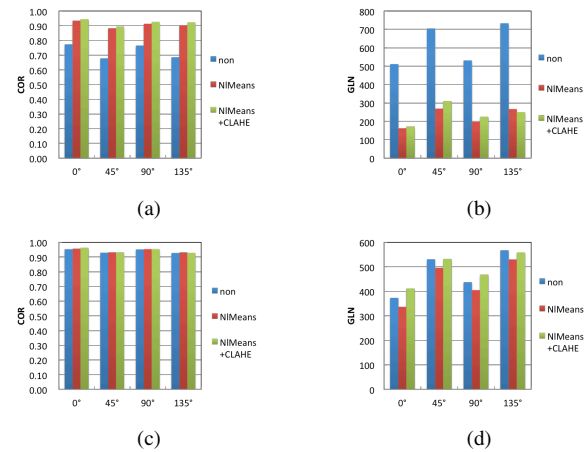 1.00
0.90
0.80
0.70
0.60
0.50
0.40
0.30
0.20
0.10
0.00
COR
0° 45° 90° 135°
non
NlMeans
NlMeans
+CLAHE
(a)
800
700
600
500
400
300
200
100
0
GLN
0° 45° 90° 135°
non
NlMeans
NlMeans
+CLAHE
(b)
1.00
0.90
0.80
0.70
0.60
0.50
0.40
0.30
0.20
0.10
0.00
COR
0° 45° 90° 135°
non
NlMeans
NlMeans
+CLAHE
(c)
600
500
400
300
200
100
0
GLN
0° 45° 90° 135°
non
NlMeans
NlMeans
+CLAHE
(d)